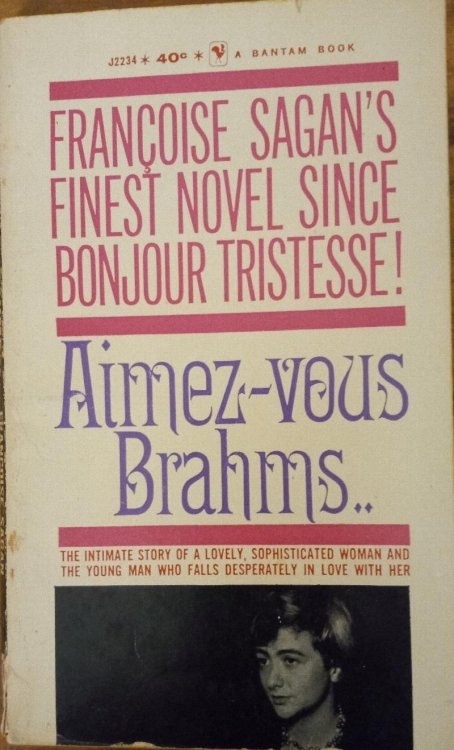 J2234 * 40¢ * A BANTAM BOOK
FRANÇOISE SAGAN'S
FINEST NOVEL SINCE
BONJOUR TRISTESSE!
Aimez-vous
Brahms..
THE INTIMATE STORY OF A LOVELY, SOPHISTICATED WOMAN AND
THE YOUNG MAN WHO FALLS DESPERATELY IN LOVE WITH HER